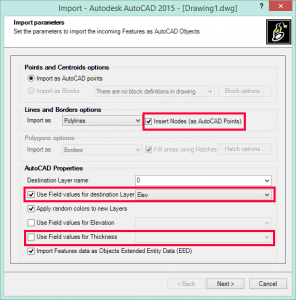 Import - Autodesk AutoCAD 2015 - [Drawing1.dwg]
Import parameters
Set the parameters to import the incoming Features as AutoCAD Objects
Points and Centroids options
Import as AutoCAD points
Import as Blocks
There are no block definitions in drawing
Block options...
Lines and Borders options
Import as
Polylines
Insert Nodes (as AutoCAD Points)
Polygons options
Import as
Borders
Fill areas using Hatches
Hatch options...
AutoCAD Properties
Destination Layer name
0
Use Field values for destination Layer
Elev
Apply random colors to new Layers
Use Field values for Elevation
Use Field values for Thickness
Import Features data as Objects Extended Entity Data (EED)
< Back
Next >
Cancel